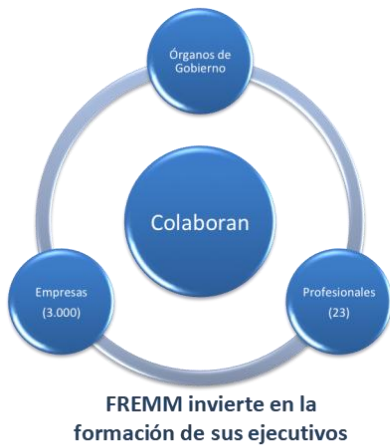 Órganos de
Gobierno
Colaboran
Empresas
(3.000)
Profesionales
(23)
FREMM invierte en la
formación de sus ejecutivos